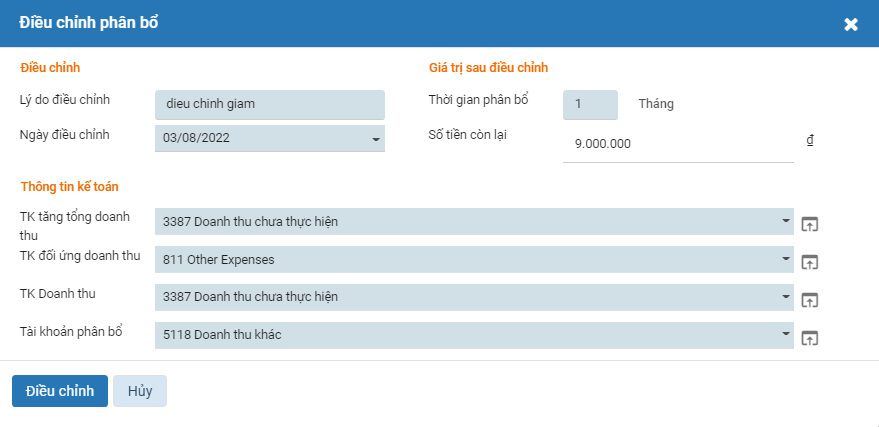 Điều chỉnh phân bổ
Điều chỉnh
Giá trị sau điều chỉnh
Lý do điều chỉnh
dieu chinh giam
Thời gian phân bổ
1
Tháng
Ngày điều chỉnh
03/08/2022
Số tiền còn lại
9.000.000
₫
Thông tin kế toán
TK tăng tổng doanh
thu
3387 Doanh thu chưa thực hiện
TK đối ứng doanh thu
811 Other Expenses
TK Doanh thu
3387 Doanh thu chưa thực hiện
Tài khoản phân bổ
5118 Doanh thu khác
Điều chỉnh
Hủy